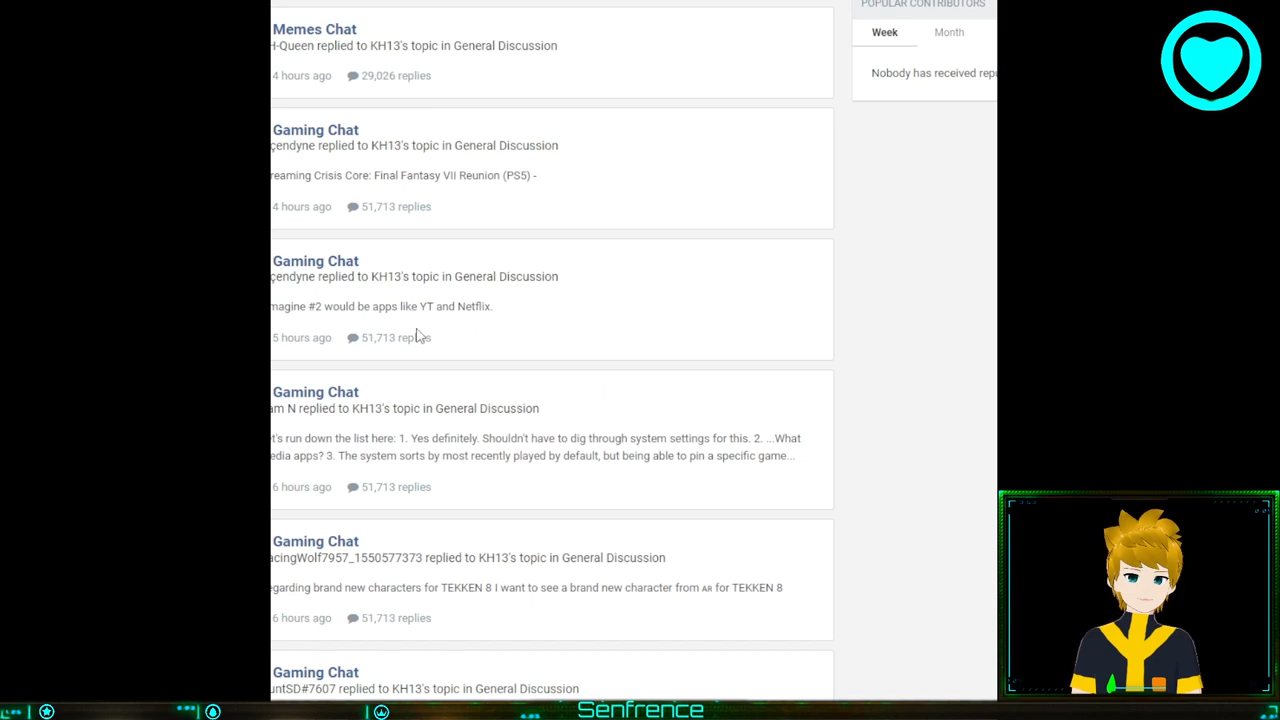 POPULAR CONTRIBUTORS
Week Month
Nobody has received
Memes Chat
H-Queen replied to KH13's topic in General Discussion
4 hours ago 29,026 replies
Gaming Chat
çendyne replied to KH13's topic in General Discussion
reaming Crisis Core: Final Fantasy VII Reunion (PS5) -
4 hours ago 51,713 replies
Gaming Chat
çendyne replied to KH13's topic in General Discussion
magine #2 would be apps like YT and Netflix.
5 hours ago 51,713 replies
Gaming Chat
am N replied to KH13's topic in General Discussion
t's run down the list here: 1. Yes definitely. Shouldn't have to dig through system settings for this. 2. ...What
edia apps? 3. The system sorts by most recently played by default, but being able to pin a specific game...
6 hours ago 51,713 replies
Gaming Chat
acingWolf7957_1550577373 replied to KH13's topic in General Discussion
egarding brand new characters for TEKKEN 8 I want to see a brand new character from ᴀʀ for TEKKEN 8
6 hours ago 51,713 replies
Gaming Chat
untSD#7607 replied to KH13's topic in General Discussion
Senfrence